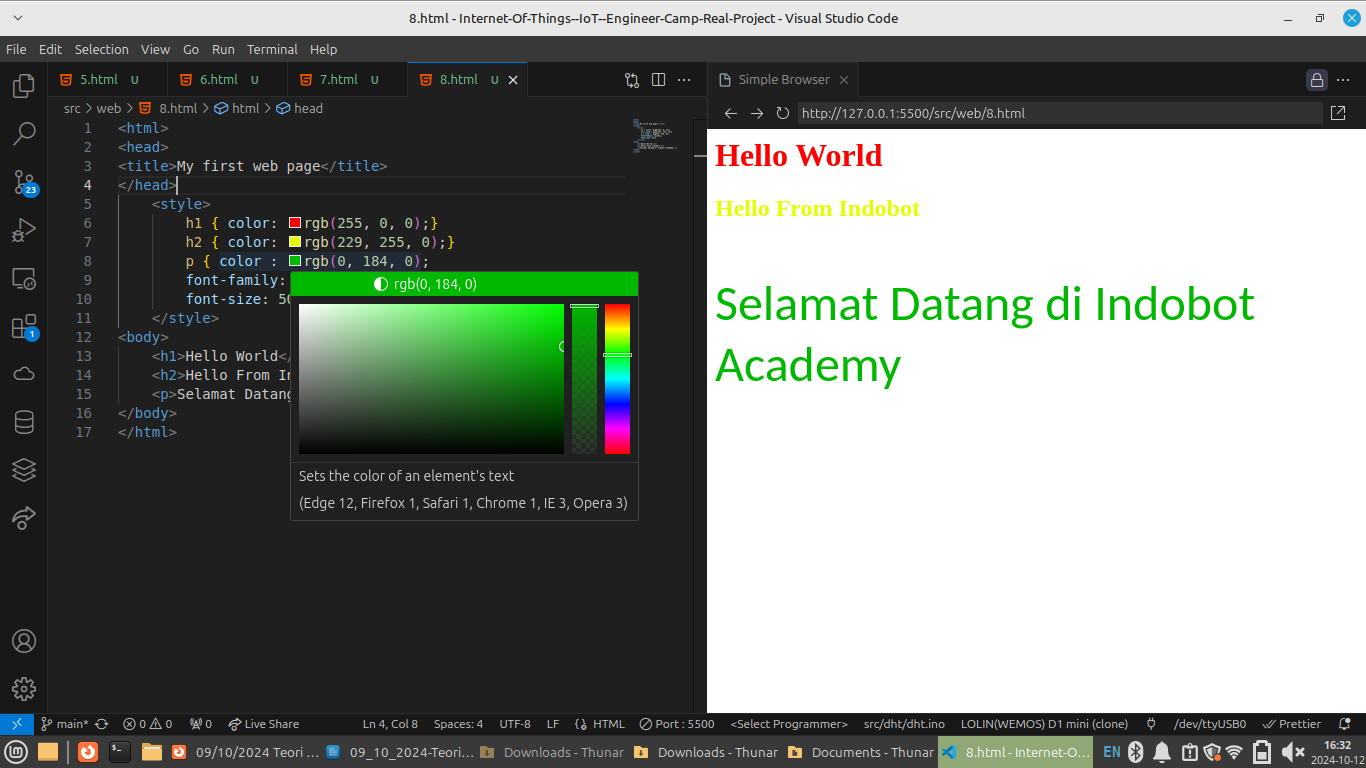 8.html - Internet-Of-Things--IoT--Engineer-Camp-Real-Project - Visual Studio Code
File Edit Selection View Go Run Terminal Help
5.html U 6.html U 7.html U 8.html U
Simple Browser
src > web > 8.html > html > head
http://127.0.0.1:5500/src/web/8.html
1 <html>
2 <head>
3 <title>My first web page</title>
4 </head>
5 <style>
6 h1 { color: rgb(255, 0, 0);}
7 h2 { color: rgb(229, 255, 0);}
8 p { color : rgb(0, 184, 0);
9 font-family:
10 font-size: 50
11 </style>
12 <body>
13 <h1>Hello World</
14 <h2>Hello From In
15 <p>Selamat Datang
16 </body>
17 </html>
rgb(0, 184, 0)
Sets the color of an element's text
(Edge 12, Firefox 1, Safari 1, Chrome 1, IE 3, Opera 3)
23
1
Hello World
Hello From Indobot
Selamat Datang di Indobot
Academy
main* 0 0 0 Live Share Ln 4, Col 8 Spaces: 4 UTF-8 LF HTML Port : 5500 <Select Programmer> src/dht/dht.ino LOLIN(WEMOS) D1 mini (clone) /dev/ttyUSB0 Prettier
09/10/2024 Teori ... 09_10_2024-Teori... Downloads - Thunar Downloads - Thunar Documents - Thunar 8.html - Internet-O... EN
16:32
2024-10-12